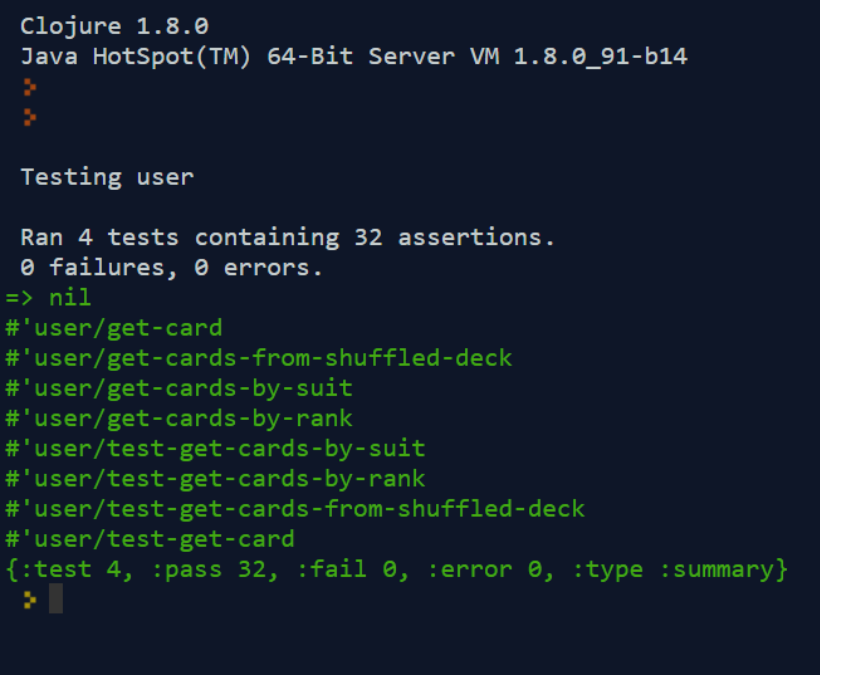 Clojure 1.8.0
Java HotSpot(TM) 64-Bit Server VM 1.8.0_91-b14
>
>
Testing user
Ran 4 tests containing 32 assertions.
0 failures, 0 errors.
=> nil
#'user/get-card
#'user/get-cards-from-shuffled-deck
#'user/get-cards-by-suit
#'user/get-cards-by-rank
#'user/test-get-cards-by-suit
#'user/test-get-cards-by-rank
#'user/test-get-cards-from-shuffled-deck
#'user/test-get-card
{:test 4, :pass 32, :fail 0, :error 0, :type :summary}
>